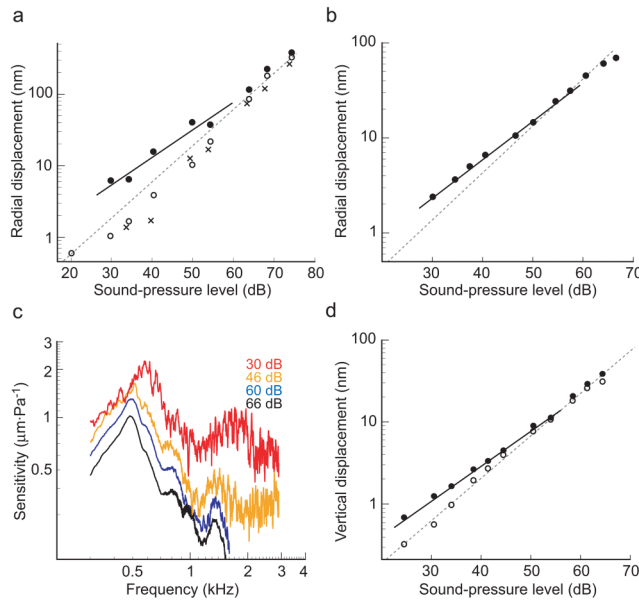 a
Radial displacement (nm)
100
10
1
20 30 40 50 60 70 80
Sound-pressure level (dB)
b
Radial displacement (nm)
100
10
1
30 40 50 60 70
Sound-pressure level (dB)
c
Sensitivity (μm·Pa⁻¹)
3
2
1
0.5
30 dB
46 dB
60 dB
66 dB
0.5 1 2 3 4
Frequency (kHz)
d
Vertical displacement (nm)
100
10
1
30 40 50 60 70
Sound-pressure level (dB)